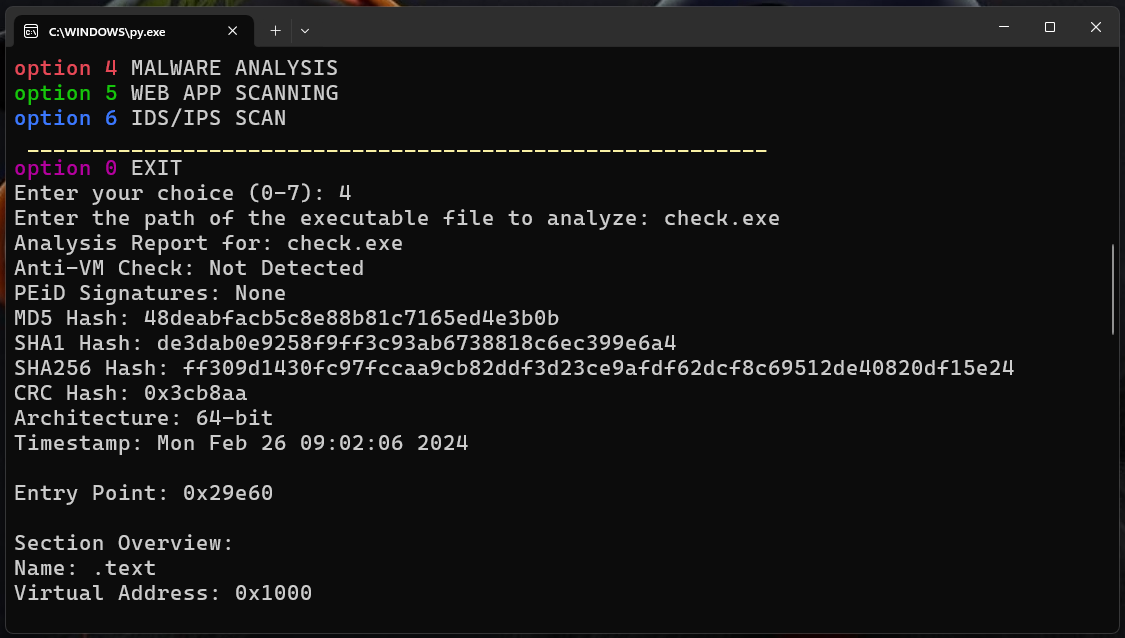 C:\WINDOWS\py.exe
option 4 MALWARE ANALYSIS
option 5 WEB APP SCANNING
option 6 IDS/IPS SCAN
_________________________________________________________
option 0 EXIT
Enter your choice (0-7): 4
Enter the path of the executable file to analyze: check.exe
Analysis Report for: check.exe
Anti-VM Check: Not Detected
PEiD Signatures: None
MD5 Hash: 48deabfacb5c8e88b81c7165ed4e3b0b
SHA1 Hash: de3dab0e9258f9ff3c93ab6738818c6ec399e6a4
SHA256 Hash: ff309d1430fc97fccaa9cb82ddf3d23ce9afdf62dcf8c69512de40820df15e24
CRC Hash: 0x3cb8aa
Architecture: 64-bit
Timestamp: Mon Feb 26 09:02:06 2024
Entry Point: 0x29e60
Section Overview:
Name: .text
Virtual Address: 0x1000